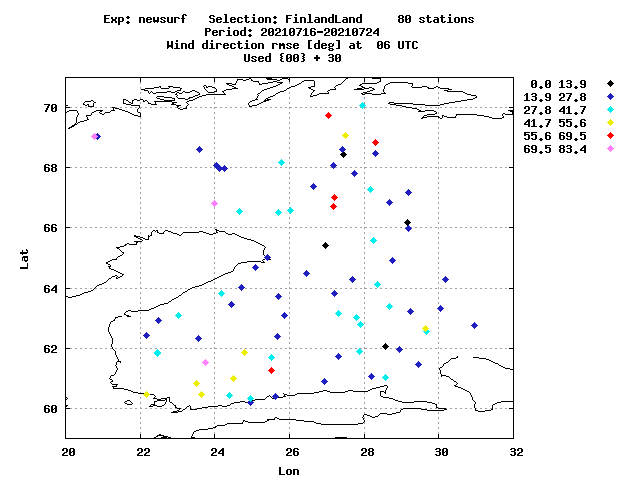 Exp: newsurf   Selection: FinlandLand     80 stations
Period: 20210716-20210724
Wind direction rmse [deg] at  06 UTC
Used {00} + 30
0.0 13.9
13.9 27.8
27.8 41.7
41.7 55.6
55.6 69.5
69.5 83.4
70
68
66
64
62
60
Lat
20 22 24 26 28 30 32
Lon